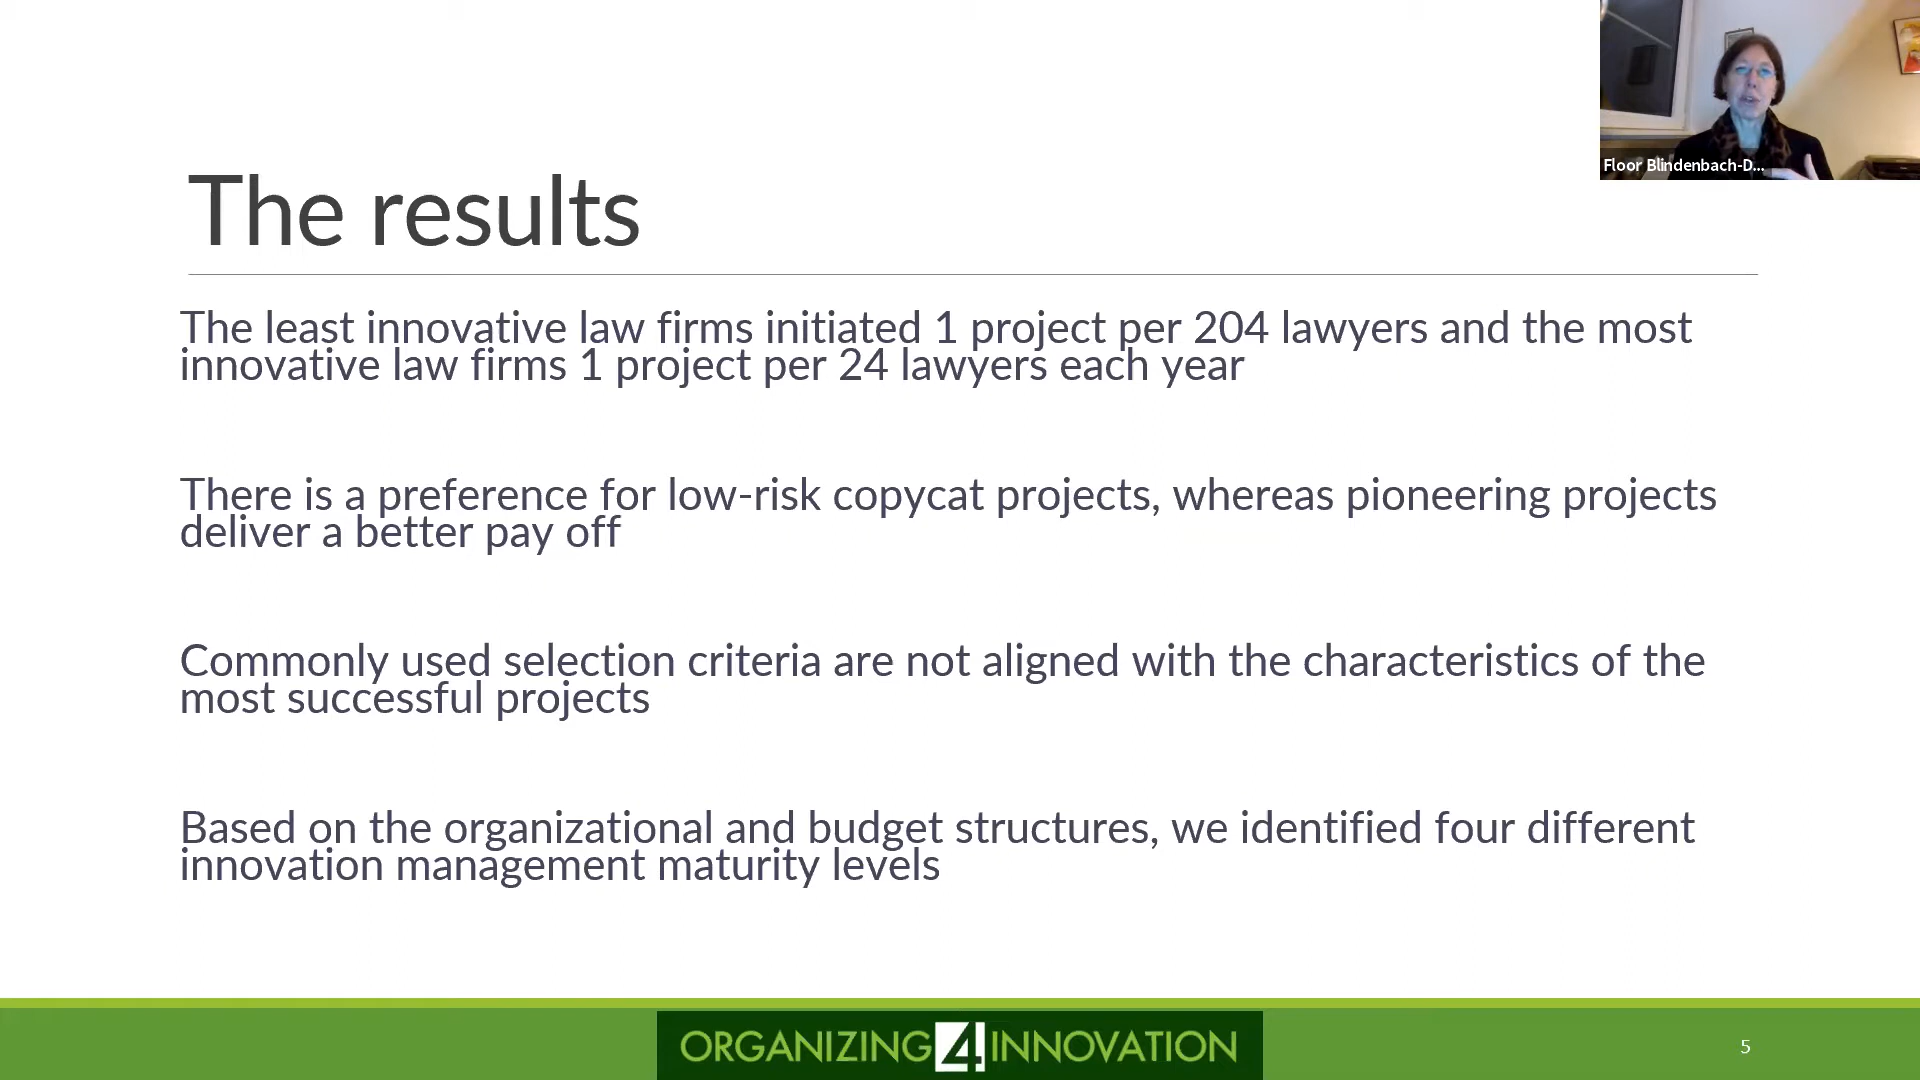 Floor Blindenbach-D...
The results
The least innovative law firms initiated 1 project per 204 lawyers and the most
innovative law firms 1 project per 24 lawyers each year
There is a preference for low-risk copycat projects, whereas pioneering projects
deliver a better pay off
Commonly used selection criteria are not aligned with the characteristics of the
most successful projects
Based on the organizational and budget structures, we identified four different
innovation management maturity levels
ORGANIZING4INNOVATION
5